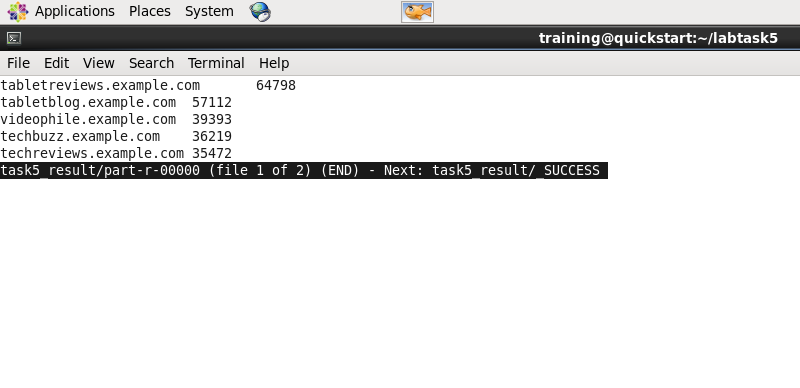 Applications Places System
training@quickstart:~/labtask5
File Edit View Search Terminal Help
tabletreviews.example.com 64798
tabletblog.example.com 57112
videophile.example.com 39393
techbuzz.example.com 36219
techreviews.example.com 35472
task5_result/part-r-00000 (file 1 of 2) (END) - Next: task5_result/_SUCCESS